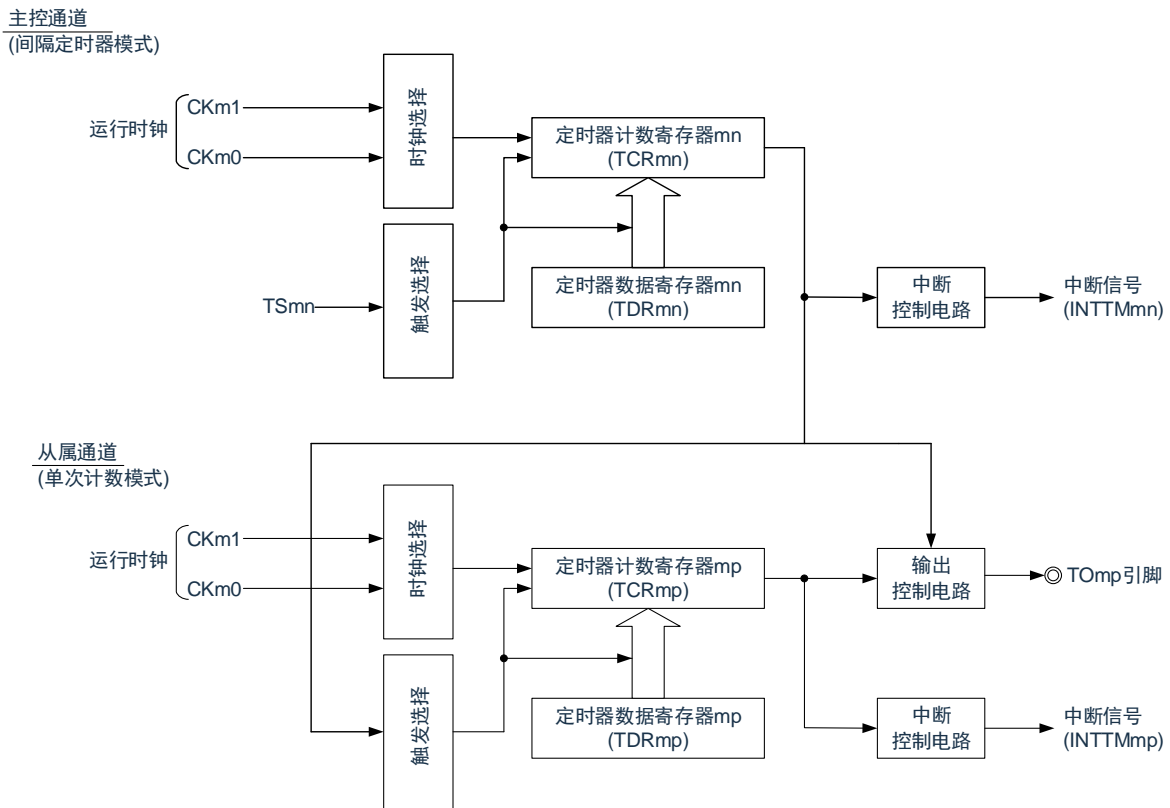 主控通道
(间隔定时器模式)
运行时钟
CKm1
CKm0
时钟选择
定时器计数寄存器mn
(TCRmn)
TSmn
触发选择
定时器数据寄存器mn
(TDRmn)
中断
控制电路
中断信号
(INTTMmn)
从属通道
(单次计数模式)
运行时钟
CKm1
CKm0
时钟选择
定时器计数寄存器mp
(TCRmp)
输出
控制电路
TOmp引脚
触发选择
定时器数据寄存器mp
(TDRmp)
中断
控制电路
中断信号
(INTTMmp)